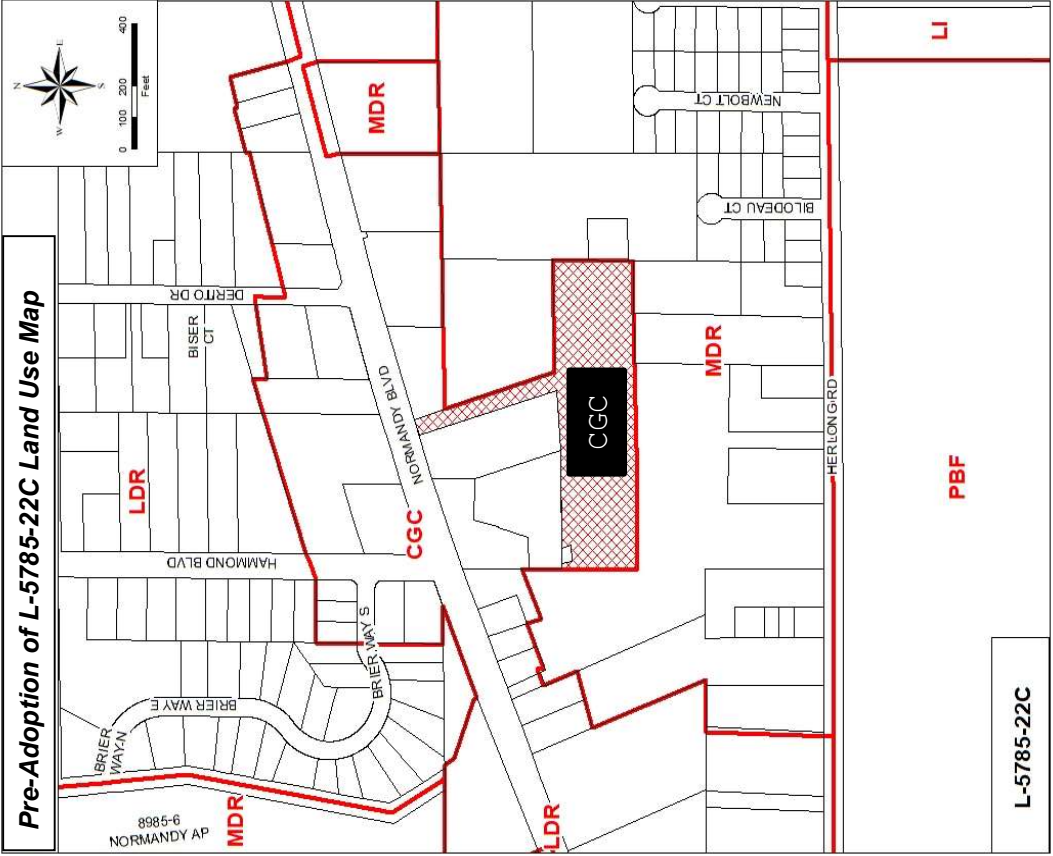 Pre-Adoption of L-5785-22C Land Use Map
N
W
E
S
0 100 200 400
Feet
MDR
LI
NEWBOLT CT
BILODEAU CT
DERITO DR
BISER
CT
NORMANDY BLVD
LDR
CGC
CGC
MDR
HAMMOND BLVD
BRIER WAY S
BRIER WAY E
BRIER
WAY N
HERLONG RD
PBF
8985-6
NORMANDY AP
MDR
LDR
L-5785-22C